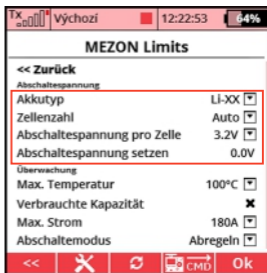 Tx Výchozí 12:22:53 64%
MEZON Limits
<< Zurück
Abschaltespannung
Akkutyp Li-XX
Zellenzahl Auto
Abschaltespannung pro Zelle 3.2V
Abschaltespannung setzen 0.0V
Überwachung
Max. Temperatur 100°C
Verbrauchte Kapazität ✖
Max. Strom 180A
Abschaltemodus Abregeln
<< CMD Ok